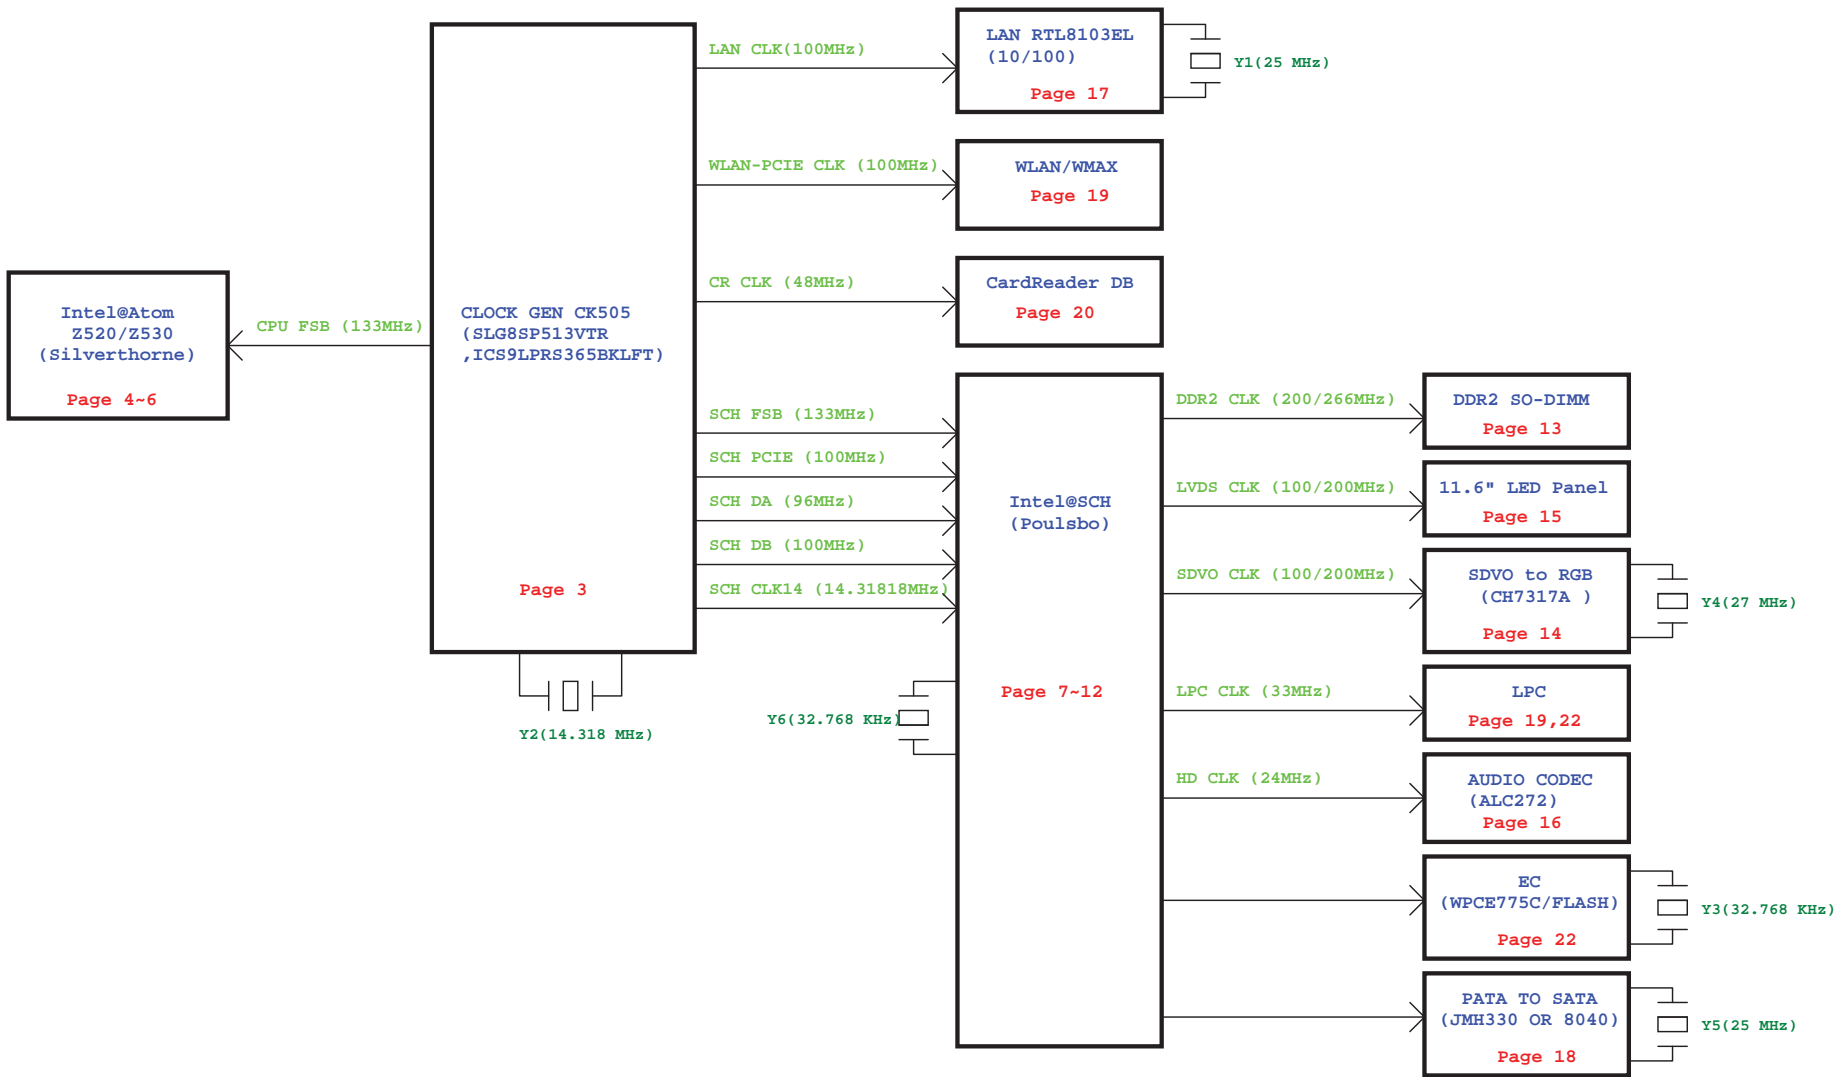 LAN CLK(100MHz)
LAN RTL8103EL
(10/100)
Page 17
Y1(25 MHz)
WLAN-PCIE CLK (100MHz)
WLAN/WMAX
Page 19
CR CLK (48MHz)
CardReader DB
Page 20
Intel@Atom
Z520/Z530
(Silverthorne)
Page 4~6
CPU FSB (133MHz)
CLOCK GEN CK505
(SLG8SP513VTR
,ICS9LPRS365BKLFT)
Page 3
Y2(14.318 MHz)
SCH FSB (133MHz)
SCH PCIE (100MHz)
SCH DA (96MHz)
SCH DB (100MHz)
SCH CLK14 (14.31818MHz)
Y6(32.768 KHz)
Intel@SCH
(Poulsbo)
Page 7~12
DDR2 CLK (200/266MHz)
DDR2 SO-DIMM
Page 13
LVDS CLK (100/200MHz)
11.6" LED Panel
Page 15
SDVO CLK (100/200MHz)
SDVO to RGB
(CH7317A )
Page 14
Y4(27 MHz)
LPC CLK (33MHz)
LPC
Page 19,22
HD CLK (24MHz)
AUDIO CODEC
(ALC272)
Page 16
EC
(WPCE775C/FLASH)
Page 22
Y3(32.768 KHz)
PATA TO SATA
(JMH330 OR 8040)
Page 18
Y5(25 MHz)